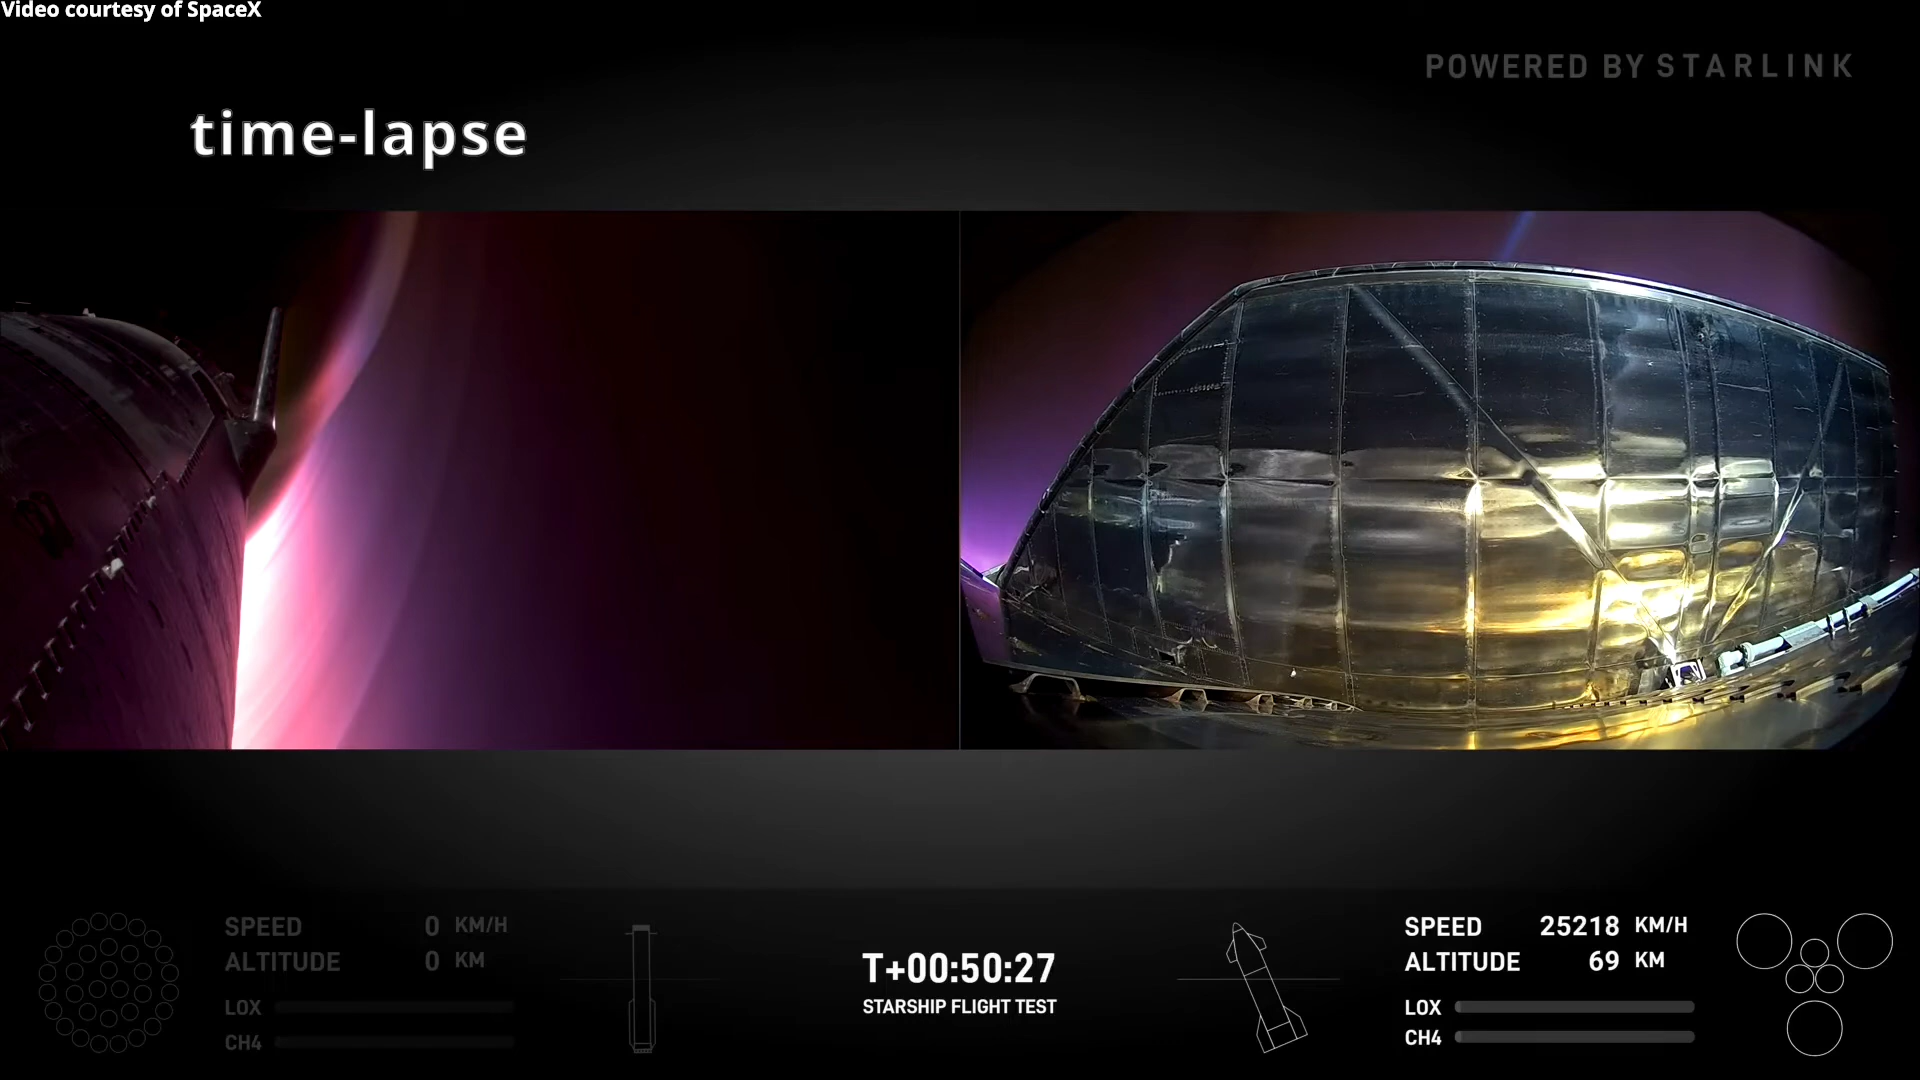 Video courtesy of SpaceX
POWERED BY STARLINK
time-lapse
SPEED 0 KM/H
ALTITUDE 0 KM
LOX
CH4
T+00:50:27
STARSHIP FLIGHT TEST
SPEED 25218 KM/H
ALTITUDE 69 KM
LOX
CH4